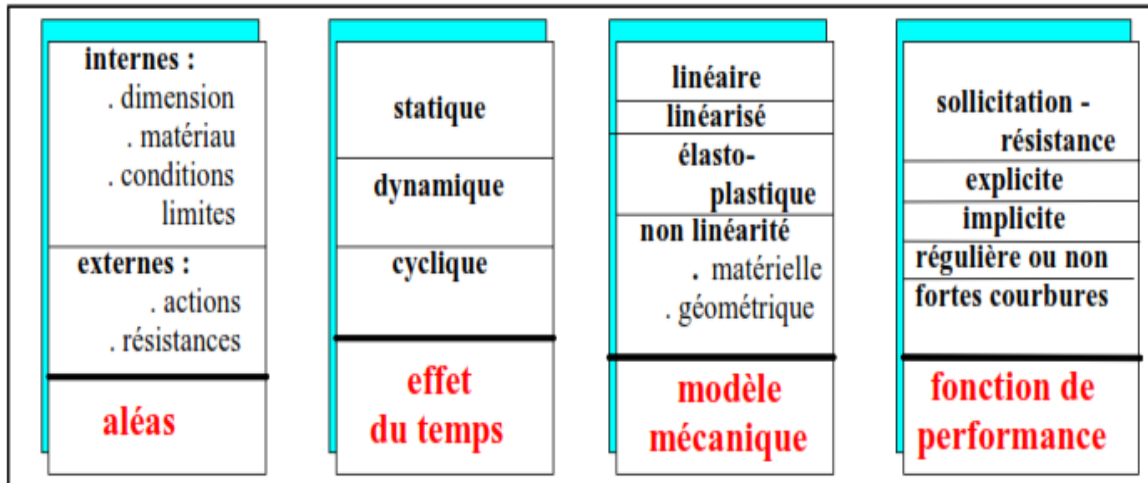 internes :
. dimension
. matériau
. conditions
limites
externes :
. actions
. résistances
aléas
statique
dynamique
cyclique
effet
du temps
linéaire
linéarisé
élasto-
plastique
non linéarité
. matérielle
. géométrique
modèle
mécanique
sollicitation -
résistance
explicite
implicite
régulière ou non
fortes courbures
fonction de
performance